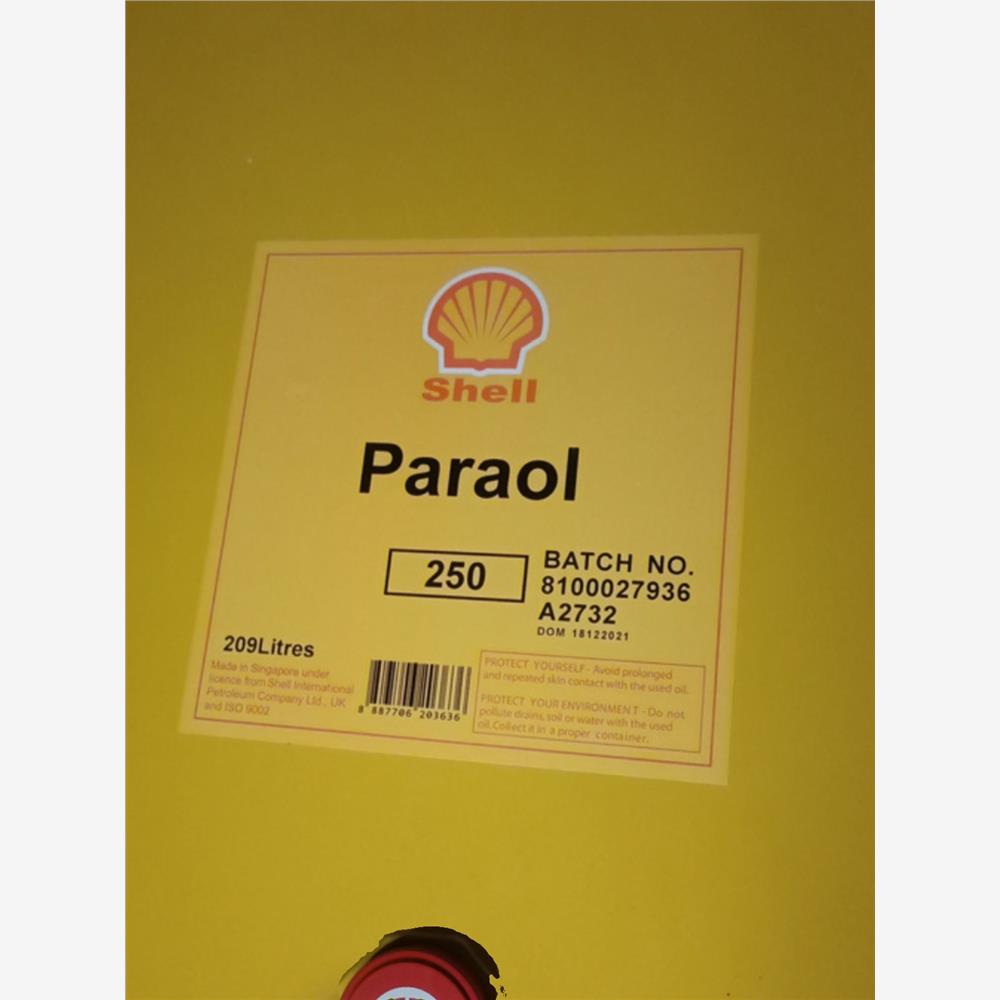 Shell
Paraol
250
BATCH NO.
8100027936
A2732
DOM 18122021
209Litres
Made in Singapore under
licence from Shell International
Petroleum Company Ltd., UK
and ISO 9002
8 887706 203636
PROTECT YOURSELF - Avoid prolonged
and repeated skin contact with the used oil.
PROTECT YOUR ENVIRONMENT - Do not
pollute drains, soil or water with the used
oil.Collect it in a proper container.